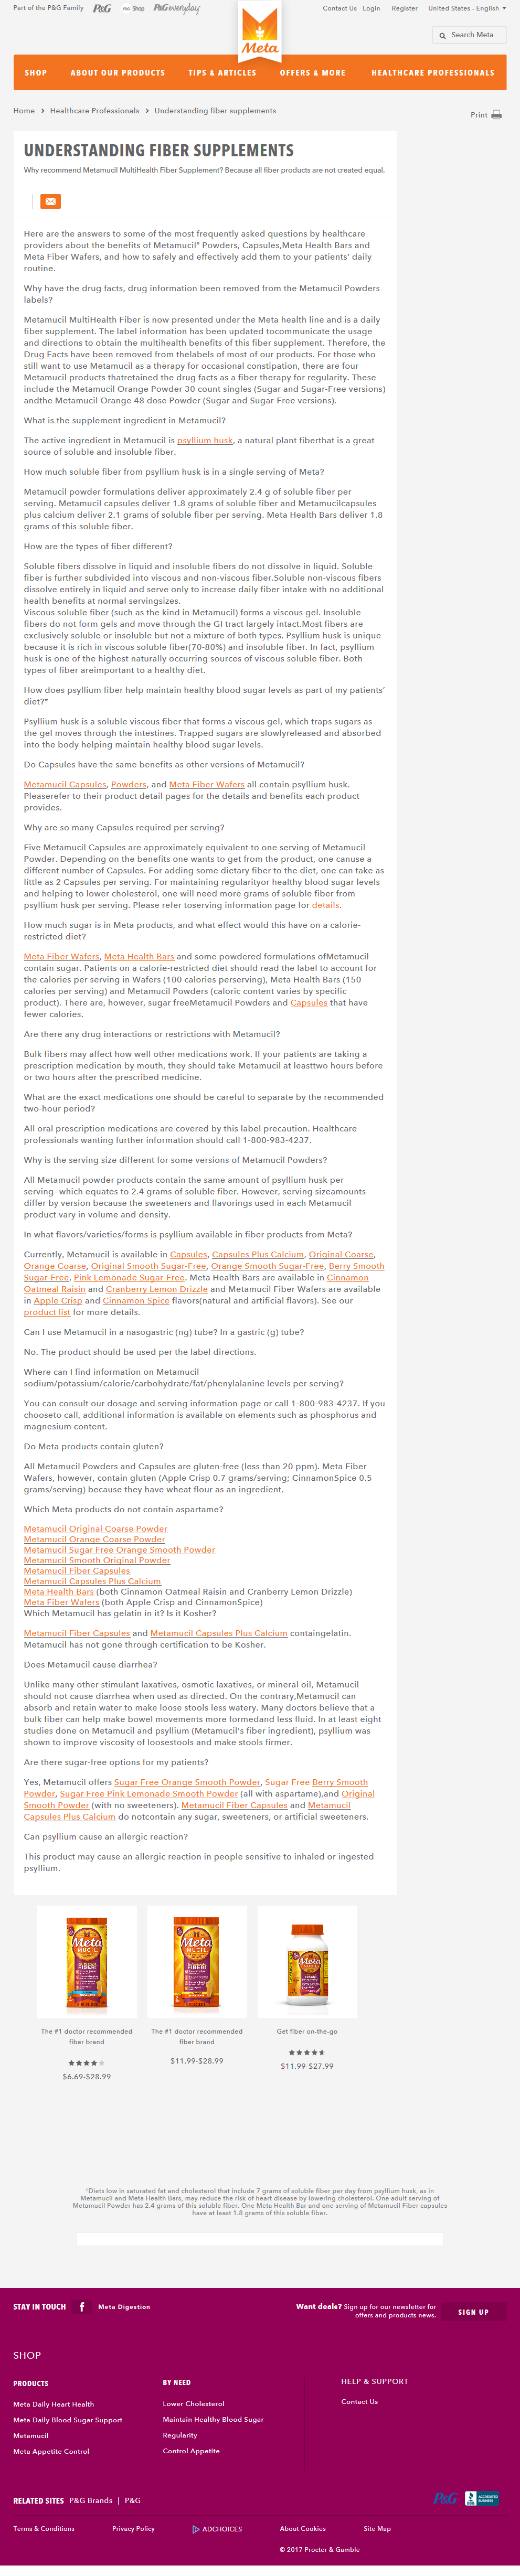 Part of the P&G Family P&G P&G Shop P&G everyday
Contact Us Login Register United States - English
Meta
Search Meta
SHOP ABOUT OUR PRODUCTS TIPS & ARTICLES OFFERS & MORE HEALTHCARE PROFESSIONALS
Home > Healthcare Professionals > Understanding fiber supplements
Print
UNDERSTANDING FIBER SUPPLEMENTS
Why recommend Metamucil MultiHealth Fiber Supplement? Because all fiber products are not created equal.
Here are the answers to some of the most frequently asked questions by healthcare
providers about the benefits of Metamucil® Powders, Capsules,Meta Health Bars and
Meta Fiber Wafers, and how to safely and effectively add them to your patients' daily
routine.
Why have the drug facts, drug information been removed from the Metamucil Powders
labels?
Metamucil MultiHealth Fiber is now presented under the Meta health line and is a daily
fiber supplement. The label information has been updated tocommunicate the usage
and directions to obtain the multihealth benefits of this fiber supplement. Therefore, the
Drug Facts have been removed from thelabels of most of our products. For those who
still want to use Metamucil as a therapy for occasional constipation, there are four
Metamucil products thatretained the drug facts as a fiber therapy for regularity. These
include the Metamucil Orange Powder 30 count singles (Sugar and Sugar-Free versions)
andthe Metamucil Orange 48 dose Powder (Sugar and Sugar-Free versions).
What is the supplement ingredient in Metamucil?
The active ingredient in Metamucil is psyllium husk, a natural plant fiberthat is a great
source of soluble and insoluble fiber.
How much soluble fiber from psyllium husk is in a single serving of Meta?
Metamucil powder formulations deliver approximately 2.4 g of soluble fiber per
serving. Metamucil capsules deliver 1.8 grams of soluble fiber and Metamucilcapsules
plus calcium deliver 2.1 grams of soluble fiber per serving. Meta Health Bars deliver 1.8
grams of this soluble fiber.
How are the types of fiber different?
Soluble fibers dissolve in liquid and insoluble fibers do not dissolve in liquid. Soluble
fiber is further subdivided into viscous and non-viscous fiber.Soluble non-viscous fibers
dissolve entirely in liquid and serve only to increase daily fiber intake with no additional
health benefits at normal servingsizes.
Viscous soluble fiber (such as the kind in Metamucil) forms a viscous gel. Insoluble
fibers do not form gels and move through the GI tract largely intact.Most fibers are
exclusively soluble or insoluble but not a mixture of both types. Psyllium husk is unique
because it is rich in viscous soluble fiber(70-80%) and insoluble fiber. In fact, psyllium
husk is one of the highest naturally occurring sources of viscous soluble fiber. Both
types of fiber areimportant to a healthy diet.
How does psyllium fiber help maintain healthy blood sugar levels as part of my patients'
diet?*
Psyllium husk is a soluble viscous fiber that forms a viscous gel, which traps sugars as
the gel moves through the intestines. Trapped sugars are slowlyreleased and absorbed
into the body helping maintain healthy blood sugar levels.
Do Capsules have the same benefits as other versions of Metamucil?
Metamucil Capsules, Powders, and Meta Fiber Wafers all contain psyllium husk.
Pleaserefer to their product detail pages for the details and benefits each product
provides.
Why are so many Capsules required per serving?
Five Metamucil Capsules are approximately equivalent to one serving of Metamucil
Powder. Depending on the benefits one wants to get from the product, one can use a
different number of Capsules. For adding some dietary fiber to the diet, one can take as
little as 2 Capsules per serving. For maintaining regularityor healthy blood sugar levels
and helping to lower cholesterol, one will need more grams of soluble fiber from
psyllium husk per serving. Please refer toserving information page for details.
How much sugar is in Meta products, and what effect would this have on a calorie-
restricted diet?
Meta Fiber Wafers, Meta Health Bars and some powdered formulations ofMetamucil
contain sugar. Patients on a calorie-restricted diet should read the label to account for
the calories per serving in Wafers (100 calories perserving), Meta Health Bars (150
calories per serving) and Metamucil Powders (caloric content varies by specific
product). There are, however, sugar freeMetamucil Powders and Capsules that have
fewer calories.
Are there any drug interactions or restrictions with Metamucil?
Bulk fibers may affect how well other medications work. If your patients are taking a
prescription medication by mouth, they should take Metamucil at leasttwo hours before
or two hours after the prescribed medicine.
What are the exact medications one should be careful to separate by the recommended
two-hour period?
All oral prescription medications are covered by this label precaution. Healthcare
professionals wanting further information should call 1-800-983-4237.
Why is the serving size different for some versions of Metamucil Powders?
All Metamucil powder products contain the same amount of psyllium husk per
serving—which equates to 2.4 grams of soluble fiber. However, serving sizeamounts
differ by version because the sweeteners and flavorings used in each Metamucil
product vary in volume and density.
In what flavors/varieties/forms is psyllium available in fiber products from Meta?
Currently, Metamucil is available in Capsules, Capsules Plus Calcium, Original Coarse,
Orange Coarse, Original Smooth Sugar-Free, Orange Smooth Sugar-Free, Berry Smooth
Sugar-Free, Pink Lemonade Sugar-Free. Meta Health Bars are available in Cinnamon
Oatmeal Raisin and Cranberry Lemon Drizzle and Metamucil Fiber Wafers are available
in Apple Crisp and Cinnamon Spice flavors(natural and artificial flavors). See our
product list for more details.
Can I use Metamucil in a nasogastric (ng) tube? In a gastric (g) tube?
No. The product should be used per the label directions.
Where can I find information on Metamucil
sodium/potassium/calorie/carbohydrate/fat/phenylalanine levels per serving?
You can consult our dosage and serving information page or call 1-800-983-4237. If you
chooseto call, additional information is available on elements such as phosphorus and
magnesium content.
Do Meta products contain gluten?
All Metamucil Powders and Capsules are gluten-free (less than 20 ppm). Meta Fiber
Wafers, however, contain gluten (Apple Crisp 0.7 grams/serving; CinnamonSpice 0.5
grams/serving) because they have wheat flour as an ingredient.
Which Meta products do not contain aspartame?
Metamucil Original Coarse Powder
Metamucil Orange Coarse Powder
Metamucil Sugar Free Orange Smooth Powder
Metamucil Smooth Original Powder
Metamucil Fiber Capsules
Metamucil Capsules Plus Calcium
Meta Health Bars (both Cinnamon Oatmeal Raisin and Cranberry Lemon Drizzle)
Meta Fiber Wafers (both Apple Crisp and CinnamonSpice)
Which Metamucil has gelatin in it? Is it Kosher?
Metamucil Fiber Capsules and Metamucil Capsules Plus Calcium containgelatin.
Metamucil has not gone through certification to be Kosher.
Does Metamucil cause diarrhea?
Unlike many other stimulant laxatives, osmotic laxatives, or mineral oil, Metamucil
should not cause diarrhea when used as directed. On the contrary,Metamucil can
absorb and retain water to make loose stools less watery. Many doctors believe that a
bulk fiber can help make bowel movements more formedand less fluid. In at least eight
studies done on Metamucil and psyllium (Metamucil's fiber ingredient), psyllium was
shown to improve viscosity of loosestools and make stools firmer.
Are there sugar-free options for my patients?
Yes, Metamucil offers Sugar Free Orange Smooth Powder, Sugar Free Berry Smooth
Powder, Sugar Free Pink Lemonade Smooth Powder (all with aspartame),and Original
Smooth Powder (with no sweeteners). Metamucil Fiber Capsules and Metamucil
Capsules Plus Calcium do notcontain any sugar, sweeteners, or artificial sweeteners.
Can psyllium cause an allergic reaction?
This product may cause an allergic reaction in people sensitive to inhaled or ingested
psyllium.
Meta MUCIL FIBER! Meta MUCIL FIBER! Meta MUCIL
The #1 doctor recommended
fiber brand
$6.69-$28.99
The #1 doctor recommended
fiber brand
$11.99-$28.99
Get fiber on-the-go
$11.99-$27.99
†Diets low in saturated fat and cholesterol that include 7 grams of soluble fiber per day from psyllium husk, as in
Metamucil and Meta Health Bars, may reduce the risk of heart disease by lowering cholesterol. One adult serving of
Metamucil Powder has 2.4 grams of this soluble fiber. One Meta Health Bar and one serving of Metamucil Fiber capsules
have at least 1.8 grams of this soluble fiber.
STAY IN TOUCH f Meta Digestion
Want deals? Sign up for our newsletter for
offers and products news.
SIGN UP
SHOP
PRODUCTS
Meta Daily Heart Health
Meta Daily Blood Sugar Support
Metamucil
Meta Appetite Control
BY NEED
Lower Cholesterol
Maintain Healthy Blood Sugar
Regularity
Control Appetite
HELP & SUPPORT
Contact Us
RELATED SITES P&G Brands | P&G
P&G BBB ACCREDITED BUSINESS
Terms & Conditions Privacy Policy ADCHOICES About Cookies Site Map
© 2017 Procter & Gamble